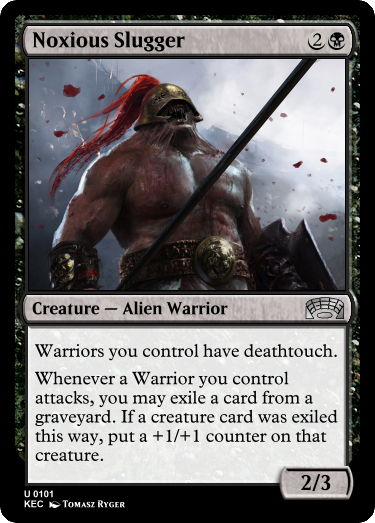 Noxious Slugger 2
Creature — Alien Warrior
Warriors you control have deathtouch.
Whenever a Warrior you control
attacks, you may exile a card from a
graveyard. If a creature card was exiled
this way, put a +1/+1 counter on that
creature.
2/3
U 0101
KEC Tomasz Ryger